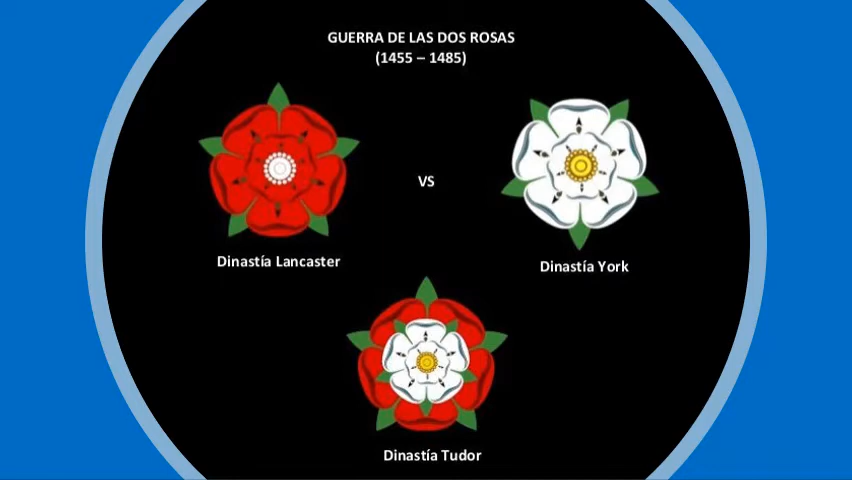 GUERRA DE LAS DOS ROSAS
(1455 – 1485)
VS
Dinastía Lancaster
Dinastía York
Dinastía Tudor